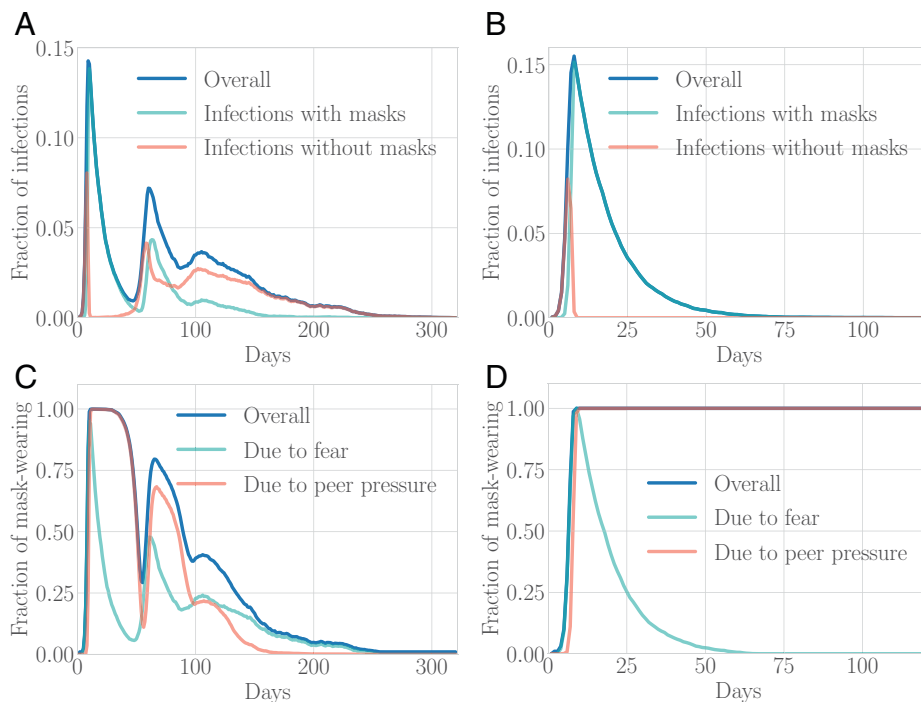 A
Fraction of infections
0.15
0.10
0.05
0.00
Overall
Infections with masks
Infections without masks
0
100
200
300
Days
B
Fraction of infections
0.15
0.10
0.05
0.00
Overall
Infections with masks
Infections without masks
0
25
50
75
100
Days
C
Fraction of mask-wearing
1.00
0.75
0.50
0.25
0.00
Overall
Due to fear
Due to peer pressure
0
100
200
300
Days
D
Fraction of mask-wearing
1.00
0.75
0.50
0.25
0.00
Overall
Due to fear
Due to peer pressure
0
25
50
75
100
Days